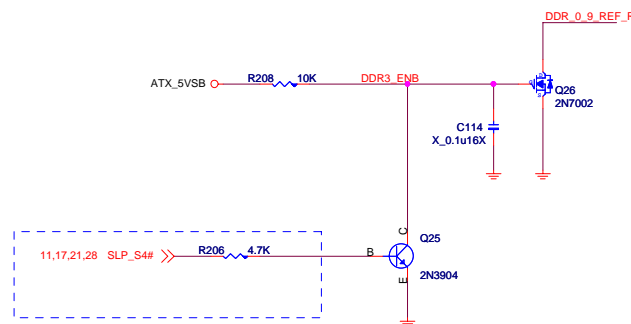 DDR_0_9_REF_R
R208 10K
ATX_5VSB
DDR3_ENB
Q26
2N7002
C114
X_0.1u16X
C
Q25
R206 4.7K
B
11,17,21,28 SLP_S4#
2N3904
E